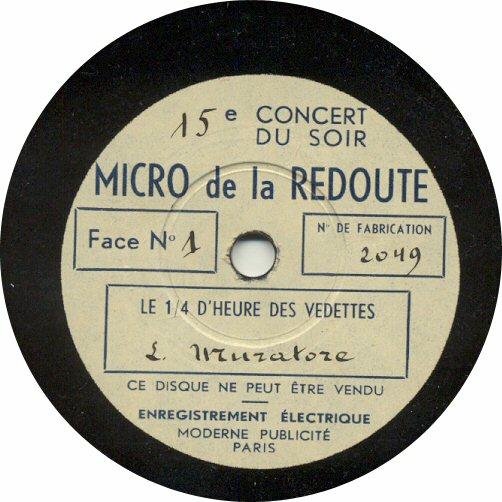 15e CONCERT
DU SOIR
MICRO de la REDOUTE
Face No 1
No DE FABRICATION
2049
LE 1/4 D'HEURE DES VEDETTES
L. Muratore
CE DISQUE NE PEUT ÊTRE VENDU
ENREGISTREMENT ÉLECTRIQUE
MODERNE PUBLICITÉ
PARIS